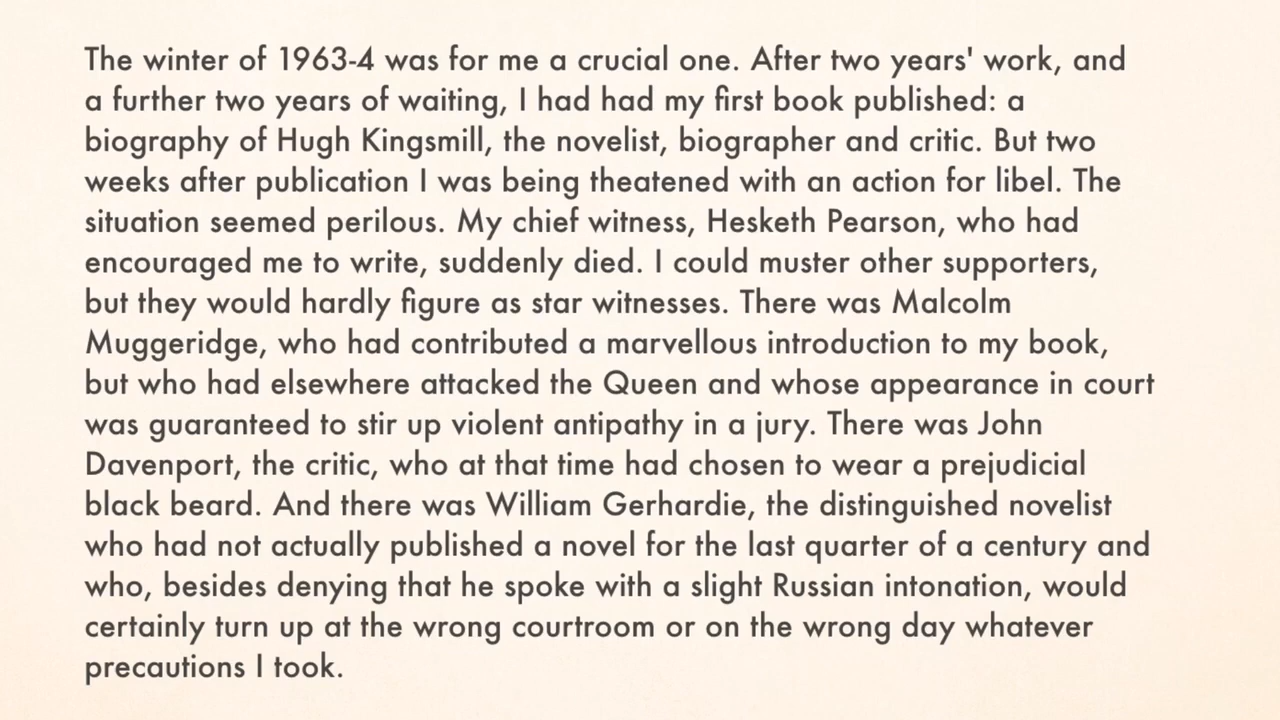 The winter of 1963-4 was for me a crucial one. After two years' work, and
a further two years of waiting, I had had my first book published: a
biography of Hugh Kingsmill, the novelist, biographer and critic. But two
weeks after publication I was being theatened with an action for libel. The
situation seemed perilous. My chief witness, Hesketh Pearson, who had
encouraged me to write, suddenly died. I could muster other supporters,
but they would hardly figure as star witnesses. There was Malcolm
Muggeridge, who had contributed a marvellous introduction to my book,
but who had elsewhere attacked the Queen and whose appearance in court
was guaranteed to stir up violent antipathy in a jury. There was John
Davenport, the critic, who at that time had chosen to wear a prejudicial
black beard. And there was William Gerhardie, the distinguished novelist
who had not actually published a novel for the last quarter of a century and
who, besides denying that he spoke with a slight Russian intonation, would
certainly turn up at the wrong courtroom or on the wrong day whatever
precautions I took.